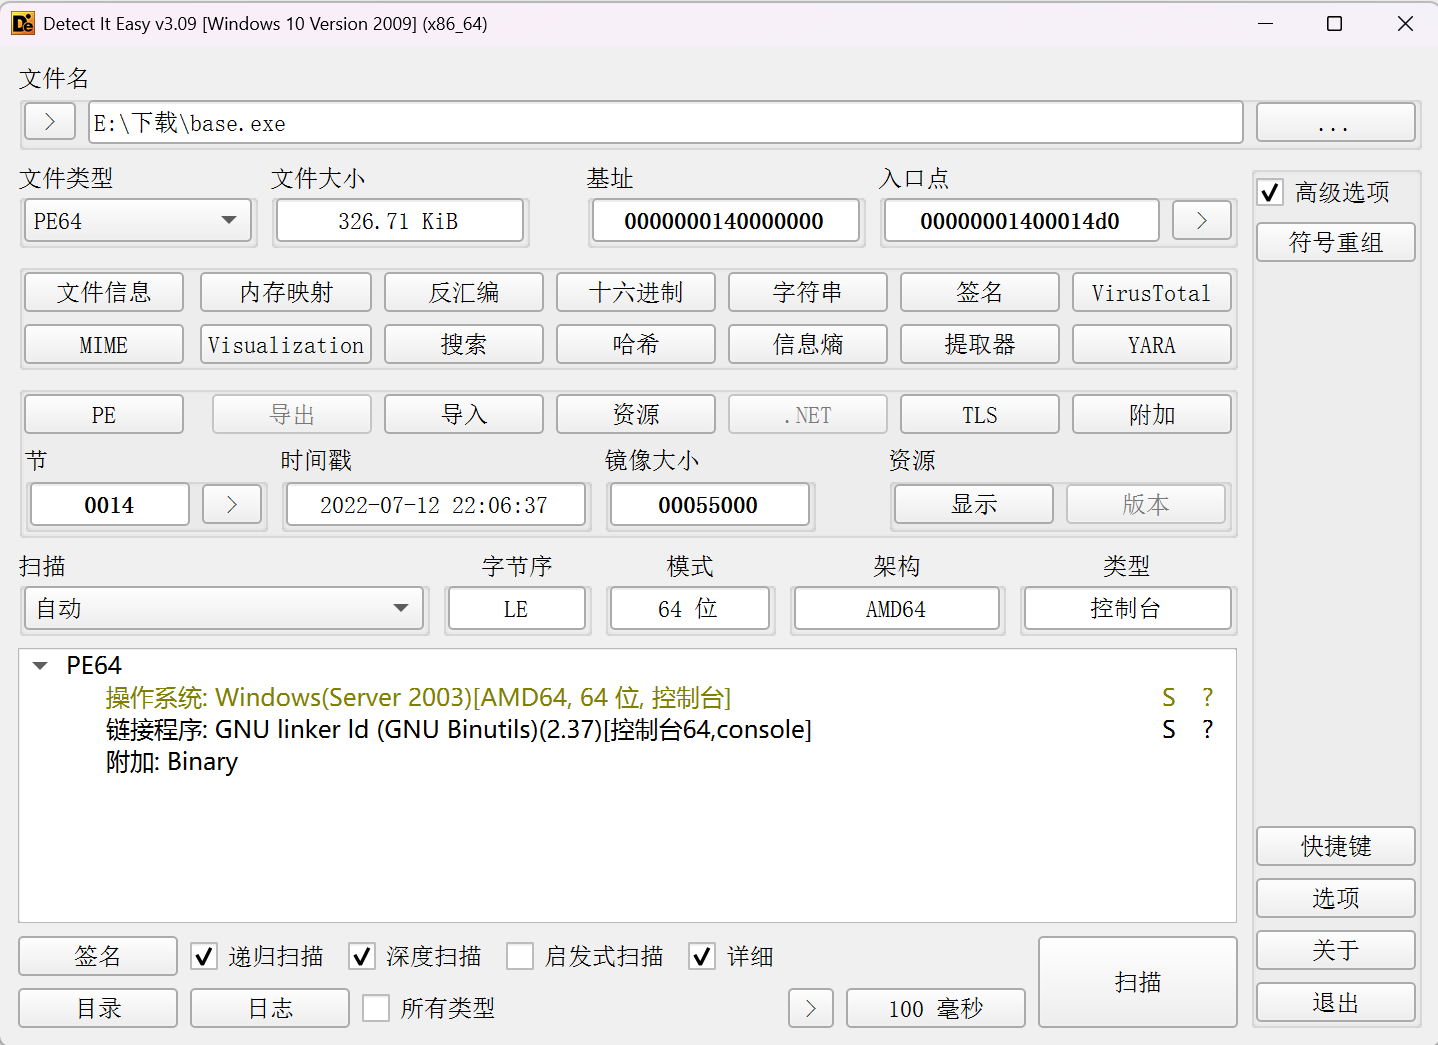 Detect It Easy v3.09 [Windows 10 Version 2009] (x86_64)
文件名
> E:\下载\base.exe ...
文件类型 文件大小 基址 入口点
高级选项
PE64 326.71 KiB 0000000140000000 00000001400014d0 >
符号重组
文件信息 内存映射 反汇编 十六进制 字符串 签名 VirusTotal
MIME Visualization 搜索 哈希 信息熵 提取器 YARA
PE 导出 导入 资源 .NET TLS 附加
节 时间戳 镜像大小 资源
0014 > 2022-07-12 22:06:37 00055000 显示 版本
扫描 字节序 模式 架构 类型
自动 LE 64 位 AMD64 控制台
PE64
操作系统: Windows(Server 2003)[AMD64, 64 位, 控制台] S ?
链接程序: GNU linker ld (GNU Binutils)(2.37)[控制台64,console] S ?
附加: Binary
快捷键
选项
关于
退出
签名 递归扫描 深度扫描 启发式扫描 详细
扫描
目录 日志 所有类型 > 100 毫秒